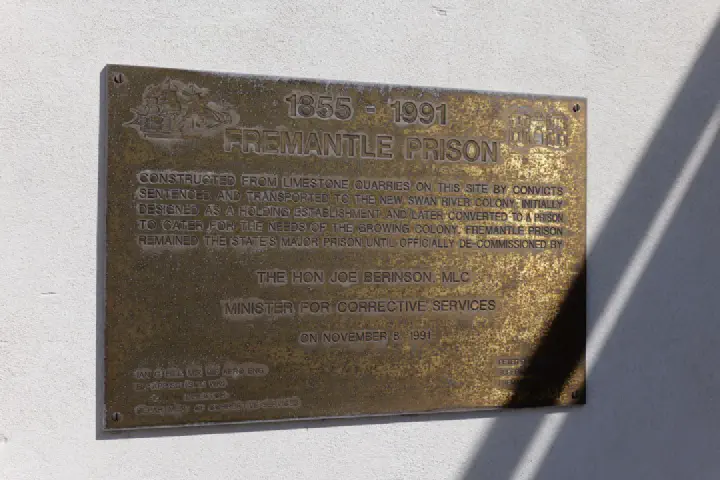 1855 - 1991
FREMANTLE PRISON
CONSTRUCTED FROM LIMESTONE QUARRIES ON THIS SITE BY CONVICTS
SENTENCED AND TRANSPORTED TO THE NEW SWAN RIVER COLONY. INITIALLY
DESIGNED AS A HOLDING ESTABLISHMENT AND LATER CONVERTED TO A PRISON
TO CATER FOR THE NEEDS OF THE GROWING COLONY. FREMANTLE PRISON
REMAINED THE STATE'S MAJOR PRISON UNTIL OFFICIALLY DE-COMMISSIONED BY
THE HON JOE BERINSON, MLC
MINISTER FOR CORRECTIVE SERVICES
ON NOVEMBER 8, 1991